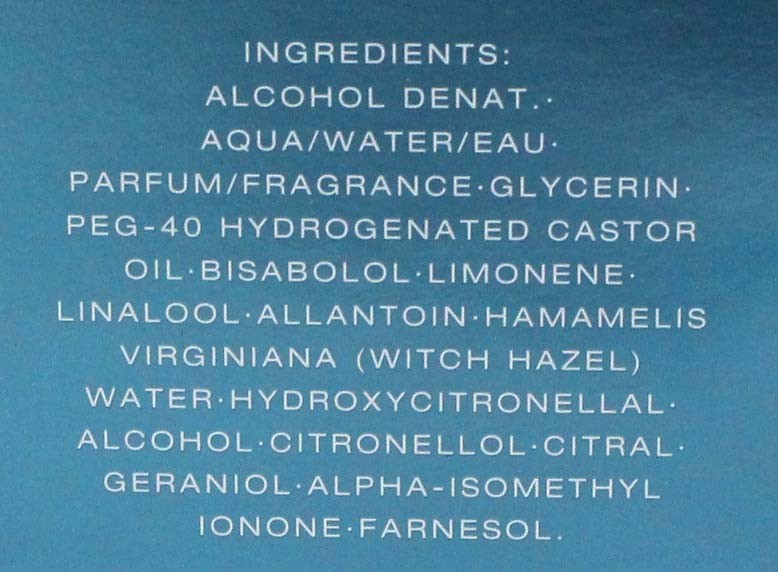 INGREDIENTS:
ALCOHOL DENAT.·
AQUA/WATER/EAU·
PARFUM/FRAGRANCE·GLYCERIN·
PEG-40 HYDROGENATED CASTOR
OIL·BISABOLOL·LIMONENE·
LINALOOL·ALLANTOIN·HAMAMELIS
VIRGINIANA (WITCH HAZEL)
WATER·HYDROXYCITRONELLAL·
ALCOHOL·CITRONELLOL·CITRAL·
GERANIOL·ALPHA-ISOMETHYL
IONONE·FARNESOL.